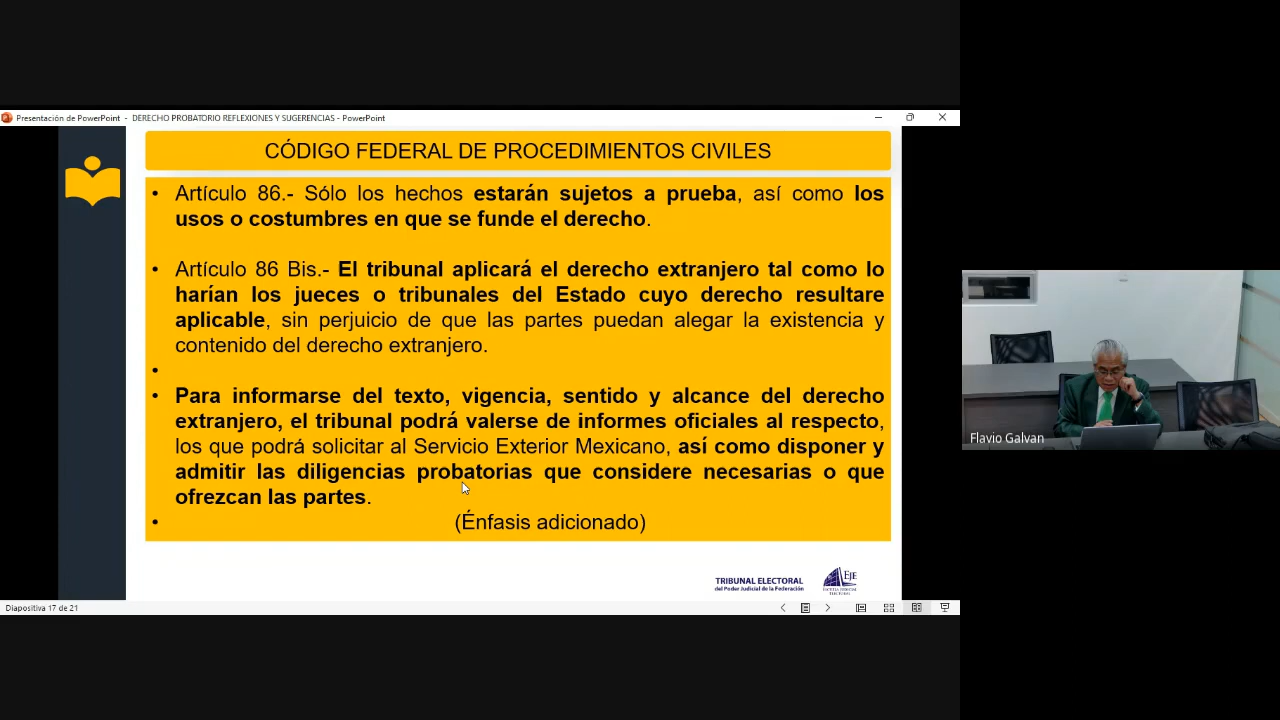 Presentación de PowerPoint - DERECHO PROBATORIO REFLEXIONES Y SUGERENCIAS - PowerPoint
CÓDIGO FEDERAL DE PROCEDIMIENTOS CIVILES
• Artículo 86.- Sólo los hechos estarán sujetos a prueba, así como los
usos o costumbres en que se funde el derecho.
• Artículo 86 Bis.- El tribunal aplicará el derecho extranjero tal como lo
harían los jueces o tribunales del Estado cuyo derecho resultare
aplicable, sin perjuicio de que las partes puedan alegar la existencia y
contenido del derecho extranjero.
•
• Para informarse del texto, vigencia, sentido y alcance del derecho
extranjero, el tribunal podrá valerse de informes oficiales al respecto,
los que podrá solicitar al Servicio Exterior Mexicano, así como disponer y
admitir las diligencias probatorias que considere necesarias o que
ofrezcan las partes.
• (Énfasis adicionado)
TRIBUNAL ELECTORAL
del Poder Judicial de la Federación
EJE
ESCUELA JUDICIAL
ELECTORAL
Diapositiva 17 de 21
Flavio Galvan